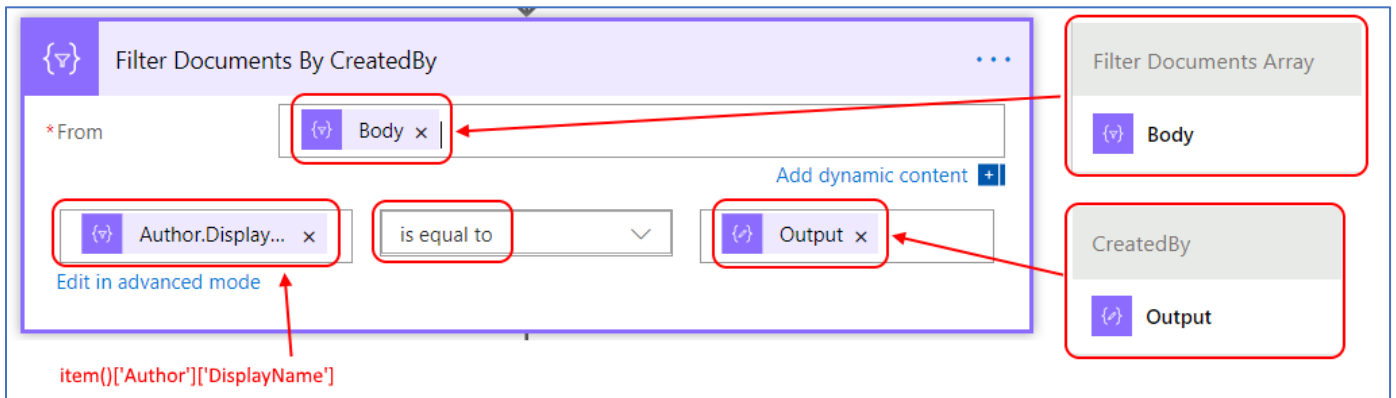 Filter Documents By CreatedBy
...
Filter Documents Array
*From
Body ×
Body
Add dynamic content +
Author.Display... ×
is equal to
Output ×
CreatedBy
Edit in advanced mode
Output
item()['Author']['DisplayName']